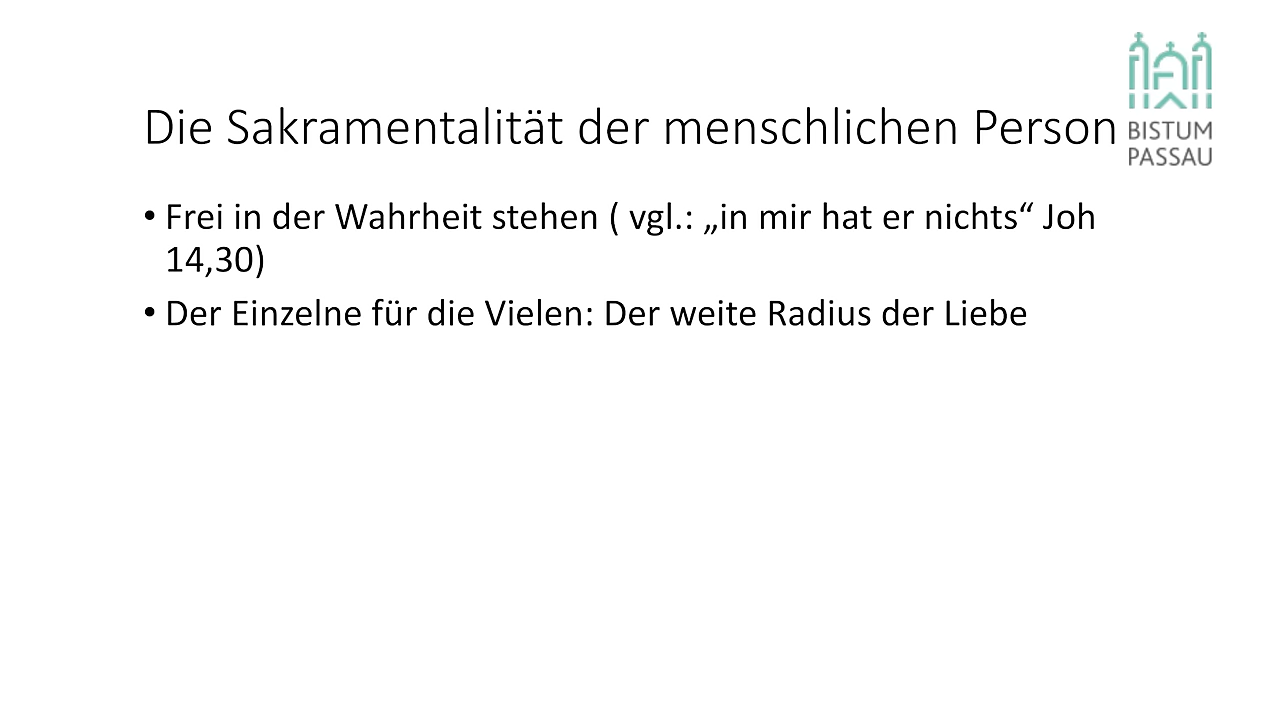 Die Sakramentalität der menschlichen Person
BISTUM
PASSAU
• Frei in der Wahrheit stehen ( vgl.: „in mir hat er nichts“ Joh
14,30)
• Der Einzelne für die Vielen: Der weite Radius der Liebe